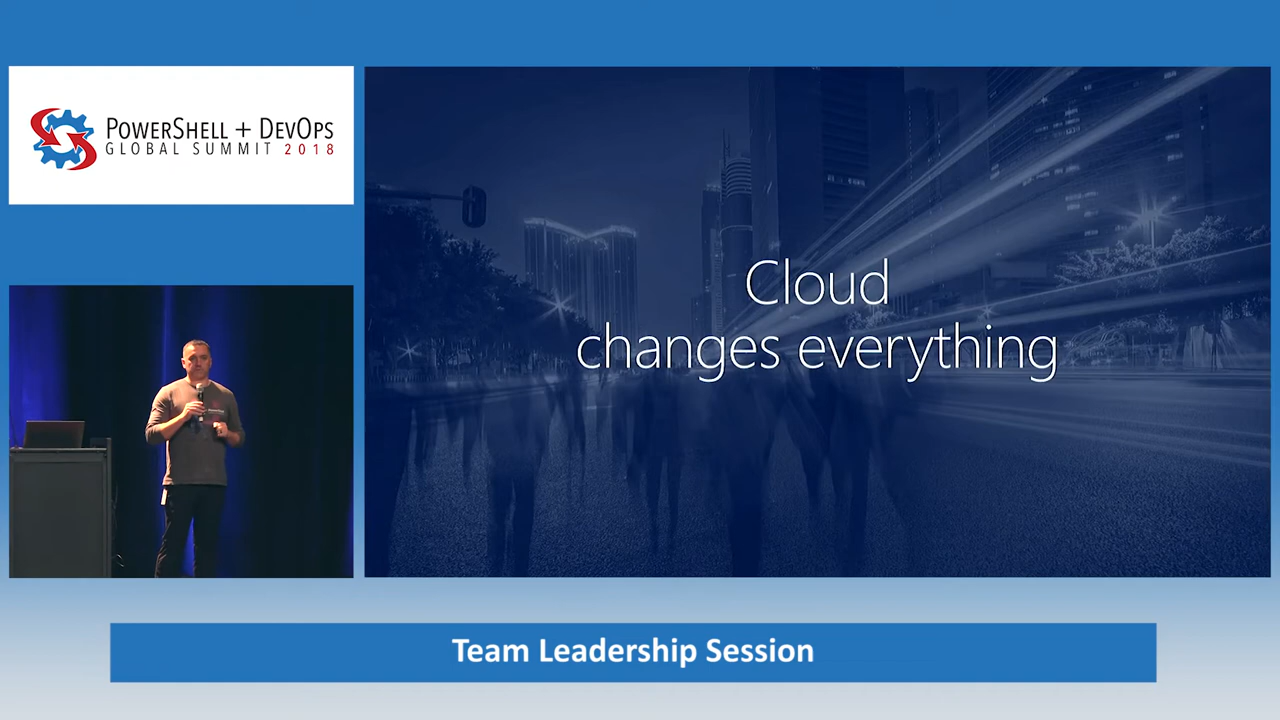 PowerShell + DevOps
GLOBAL SUMMIT 2018
Cloud
changes everything
Team Leadership Session